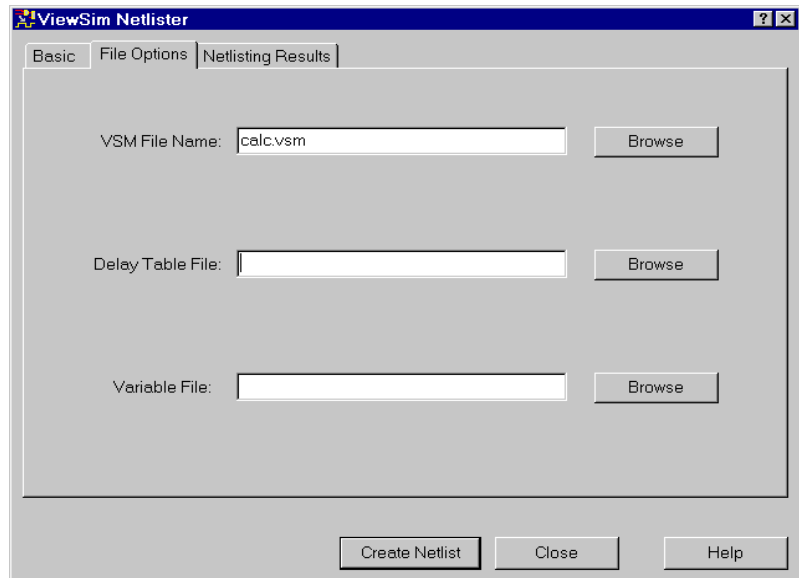 ViewSim Netlister
Basic File Options Netlisting Results
VSM File Name: calc.vsm Browse
Delay Table File: Browse
Variable File: Browse
Create Netlist Close Help